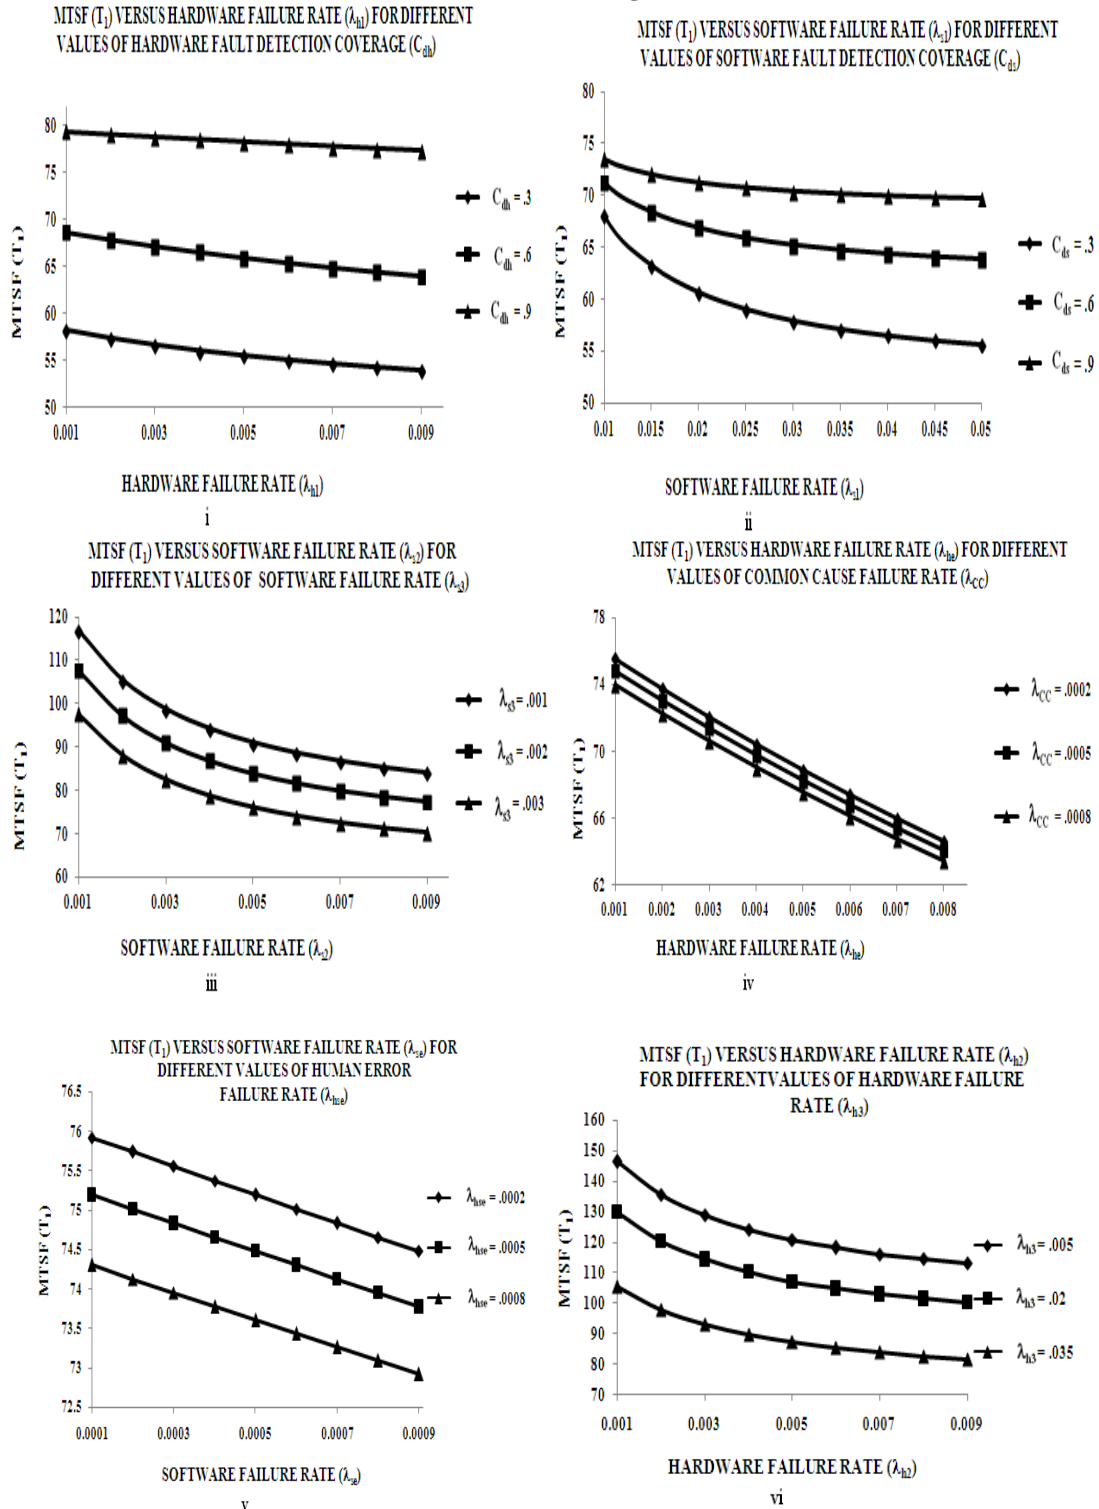 MTSF (T₁) VERSUS HARDWARE FAILURE RATE (λh1) FOR DIFFERENT
VALUES OF HARDWARE FAULT DETECTION COVERAGE (Cdh)
80
75
70
65
60
55
50
MTSF (T₁)
0.001
0.003
0.005
0.007
0.009
Cdh = .3
Cdh = .6
Cdh = .9
HARDWARE FAILURE RATE (λh1)
i
MTSF (T₁) VERSUS SOFTWARE FAILURE RATE (λs1) FOR DIFFERENT
VALUES OF SOFTWARE FAULT DETECTION COVERAGE (Cds)
80
75
70
65
60
55
50
MTSF (T₁)
0.01
0.015
0.02
0.025
0.03
0.035
0.04
0.045
0.05
Cds = .3
Cds = .6
Cds = .9
SOFTWARE FAILURE RATE (λs1)
ii
MTSF (T₁) VERSUS SOFTWARE FAILURE RATE (λs2) FOR
DIFFERENT VALUES OF SOFTWARE FAILURE RATE (λs3)
120
110
100
90
80
70
60
MTSF (T₁)
0.001
0.003
0.005
0.007
0.009
λs3 = .001
λs3 = .002
λs3 = .003
SOFTWARE FAILURE RATE (λs2)
iii
MTSF (T₁) VERSUS HARDWARE FAILURE RATE (λhe) FOR DIFFERENT
VALUES OF COMMON CAUSE FAILURE RATE (λCC)
78
74
70
66
62
MTSF (T₁)
0.001
0.002
0.003
0.004
0.005
0.006
0.007
0.008
λCC = .0002
λCC = .0005
λCC = .0008
HARDWARE FAILURE RATE (λhe)
iv
MTSF (T₁) VERSUS SOFTWARE FAILURE RATE (λse) FOR
DIFFERENT VALUES OF HUMAN ERROR
FAILURE RATE (λhse)
76.5
76
75.5
75
74.5
74
73.5
73
72.5
MTSF (T₁)
0.0001
0.0003
0.0005
0.0007
0.0009
λhse = .0002
λhse = .0005
λhse = .0008
SOFTWARE FAILURE RATE (λse)
v
MTSF (T₁) VERSUS HARDWARE FAILURE RATE (λh2)
FOR DIFFERENTVALUES OF HARDWARE FAILURE
RATE (λh3)
160
150
140
130
120
110
100
90
80
70
MTSF (T₁)
0.001
0.003
0.005
0.007
0.009
λh3 = .005
λh3 = .02
λh3 = .035
HARDWARE FAILURE RATE (λh2)
vi